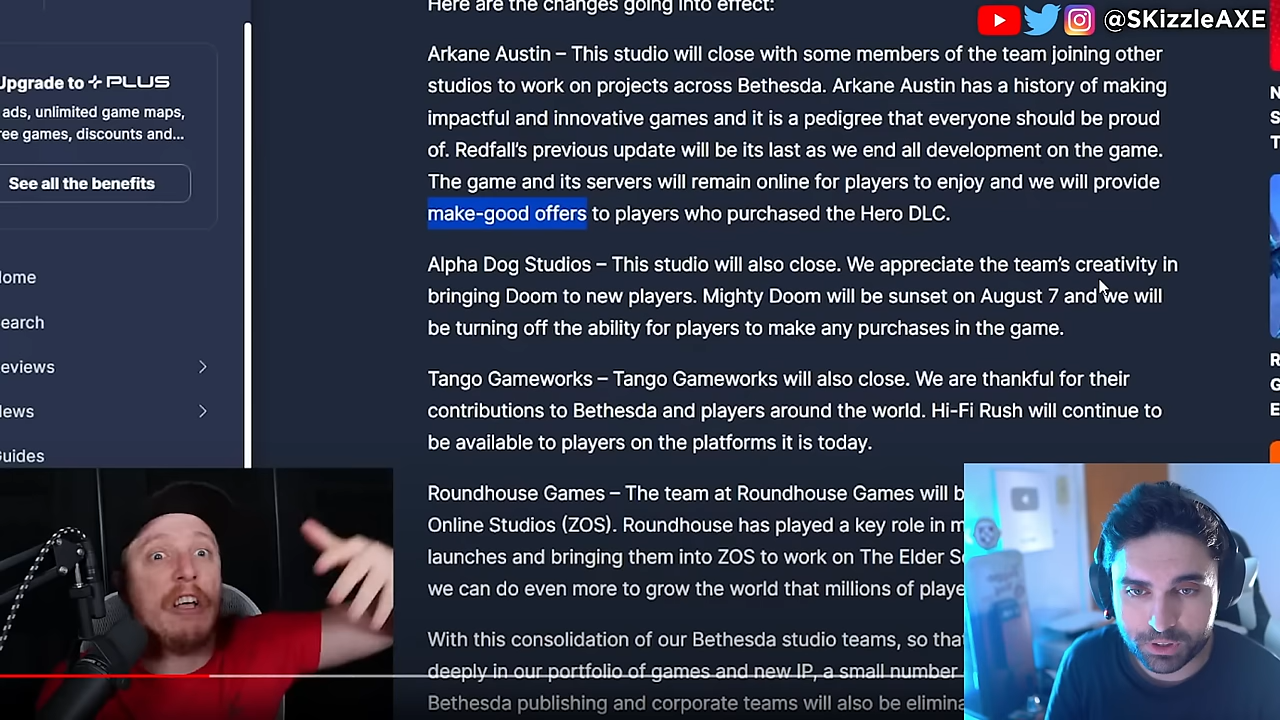 Here are the changes going into effect:
@SKizzleAXE
Upgrade to PLUS
ads, unlimited game maps,
free games, discounts and...
See all the benefits
Home
Search
Reviews
News
Guides
Arkane Austin – This studio will close with some members of the team joining other
studios to work on projects across Bethesda. Arkane Austin has a history of making
impactful and innovative games and it is a pedigree that everyone should be proud
of. Redfall's previous update will be its last as we end all development on the game.
The game and its servers will remain online for players to enjoy and we will provide
make-good offers to players who purchased the Hero DLC.
Alpha Dog Studios – This studio will also close. We appreciate the team's creativity in
bringing Doom to new players. Mighty Doom will be sunset on August 7 and we will
be turning off the ability for players to make any purchases in the game.
Tango Gameworks – Tango Gameworks will also close. We are thankful for their
contributions to Bethesda and players around the world. Hi-Fi Rush will continue to
be available to players on the platforms it is today.
Roundhouse Games – The team at Roundhouse Games will b
Online Studios (ZOS). Roundhouse has played a key role in m
launches and bringing them into ZOS to work on The Elder S
we can do even more to grow the world that millions of playe
With this consolidation of our Bethesda studio teams, so tha
deeply in our portfolio of games and new IP, a small number
Bethesda publishing and corporate teams will also be elimina